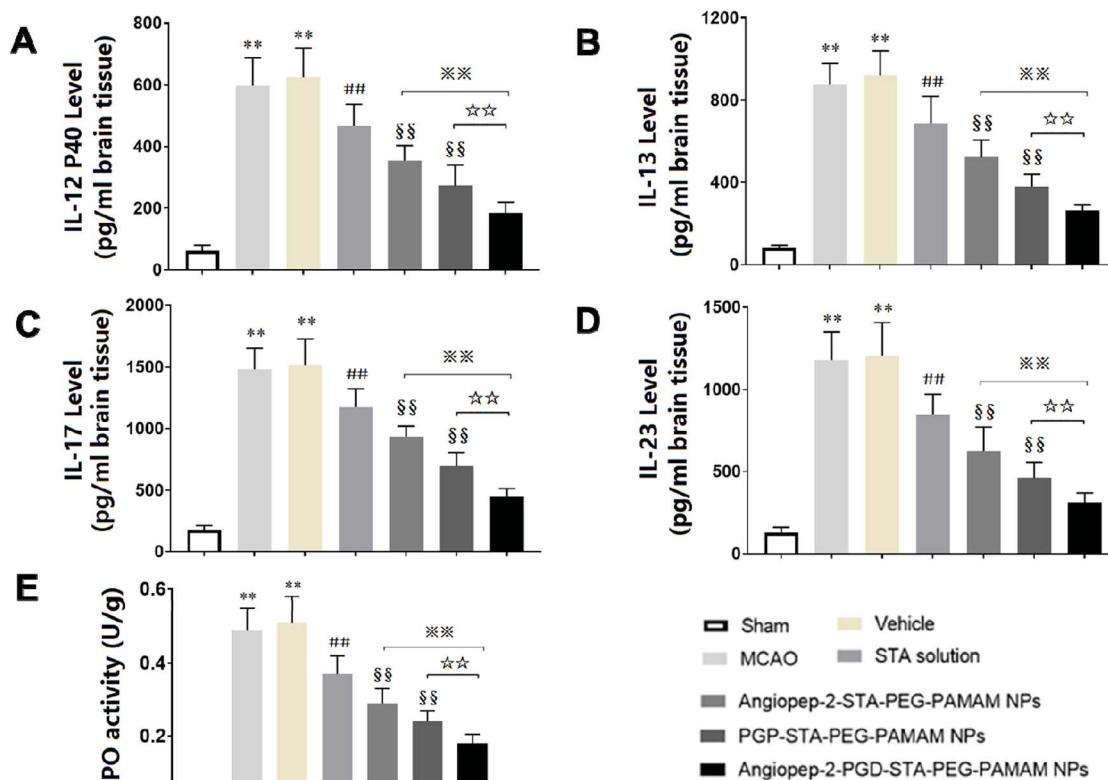 A
IL-12 P40 Level
(pg/ml brain tissue)
800
600
400
200
0
**
**
##
§§
§§
※※
☆☆
B
IL-13 Level
(pg/ml brain tissue)
1200
900
800
400
0
**
**
##
§§
§§
※※
☆☆
C
IL-17 Level
(pg/ml brain tissue)
2000
1500
1000
500
0
**
**
##
§§
§§
※※
☆☆
D
IL-23 Level
(pg/ml brain tissue)
1500
1000
500
0
**
**
##
§§
§§
※※
☆☆
E
PO activity (U/g)
0.6
0.4
0.2
**
**
##
§§
§§
※※
☆☆
Sham
Vehicle
MCAO
STA solution
Angiopep-2-STA-PEG-PAMAM NPs
PGP-STA-PEG-PAMAM NPs
Angiopep-2-PGD-STA-PEG-PAMAM NPs